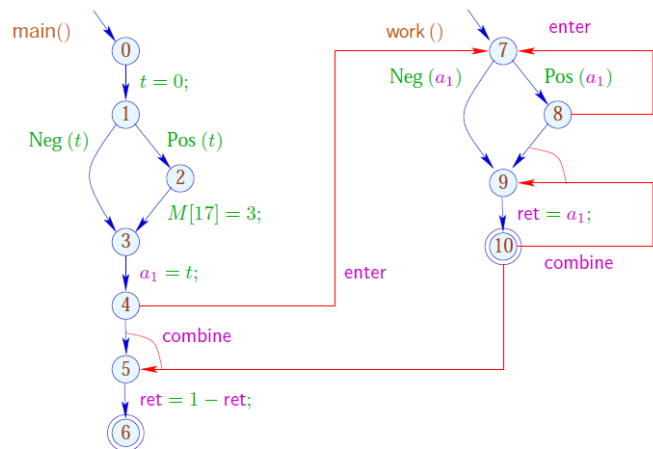 main()
0
t = 0;
1
Neg (t)
Pos (t)
2
M[17] = 3;
3
a₁ = t;
4
enter
combine
5
ret = 1 − ret;
6
work ()
7
enter
Neg (a₁)
Pos (a₁)
8
9
ret = a₁;
10
combine